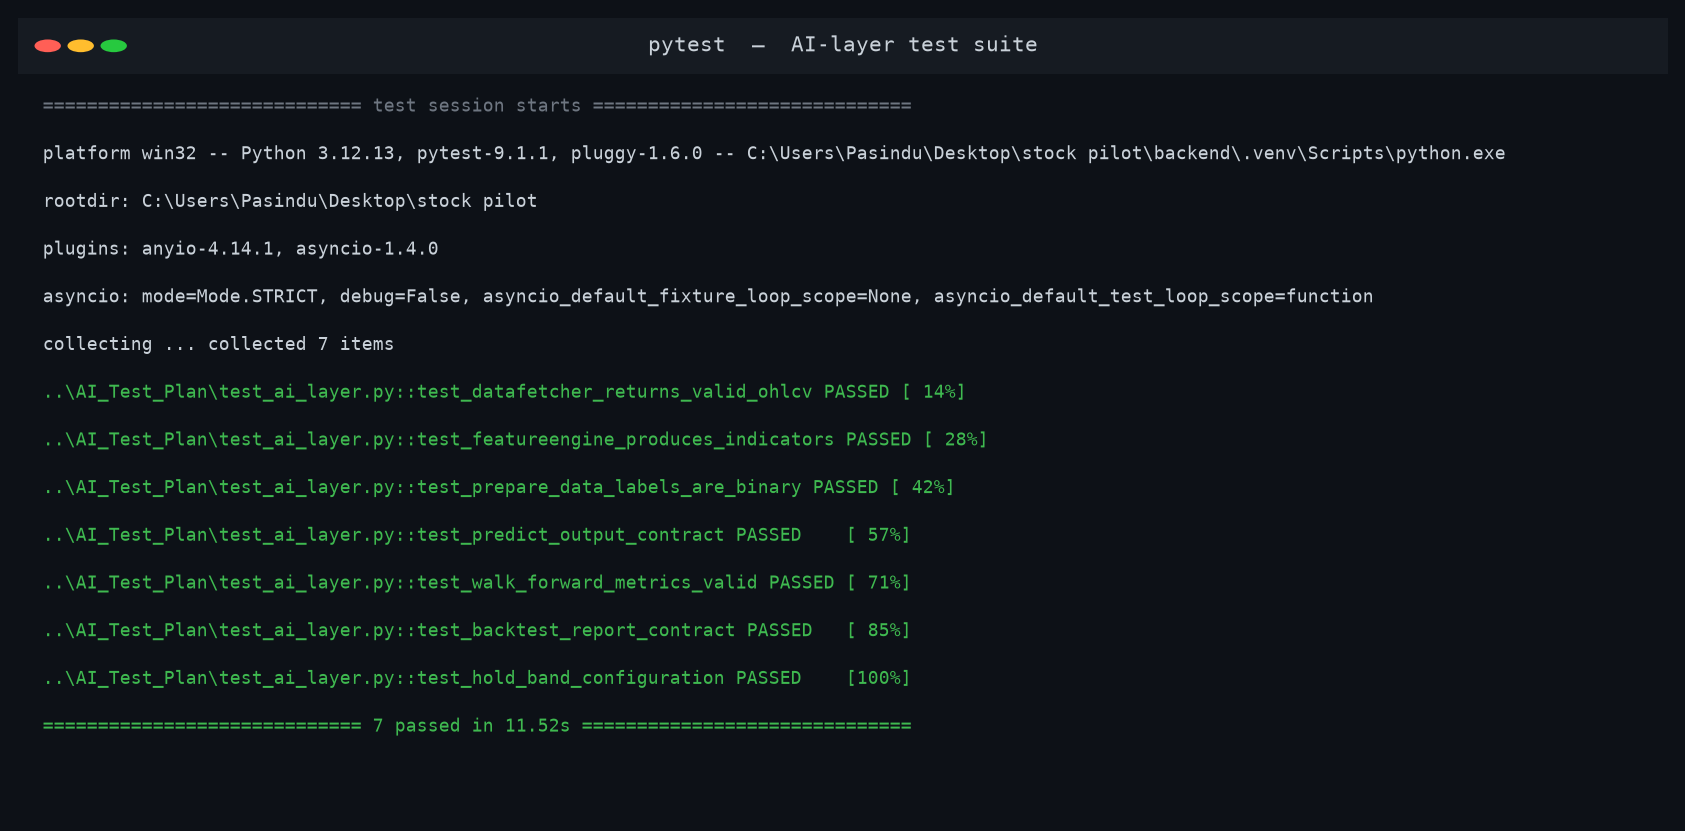 pytest  —  AI-layer test suite
============================= test session starts =============================
platform win32 -- Python 3.12.13, pytest-9.1.1, pluggy-1.6.0 -- C:\Users\Pasindu\Desktop\stock pilot\backend\.venv\Scripts\python.exe
rootdir: C:\Users\Pasindu\Desktop\stock pilot
plugins: anyio-4.14.1, asyncio-1.4.0
asyncio: mode=Mode.STRICT, debug=False, asyncio_default_fixture_loop_scope=None, asyncio_default_test_loop_scope=function
collecting ... collected 7 items
..\AI_Test_Plan\test_ai_layer.py::test_datafetcher_returns_valid_ohlcv PASSED [ 14%]
..\AI_Test_Plan\test_ai_layer.py::test_featureengine_produces_indicators PASSED [ 28%]
..\AI_Test_Plan\test_ai_layer.py::test_prepare_data_labels_are_binary PASSED [ 42%]
..\AI_Test_Plan\test_ai_layer.py::test_predict_output_contract PASSED    [ 57%]
..\AI_Test_Plan\test_ai_layer.py::test_walk_forward_metrics_valid PASSED [ 71%]
..\AI_Test_Plan\test_ai_layer.py::test_backtest_report_contract PASSED   [ 85%]
..\AI_Test_Plan\test_ai_layer.py::test_hold_band_configuration PASSED    [100%]
============================= 7 passed in 11.52s ==============================